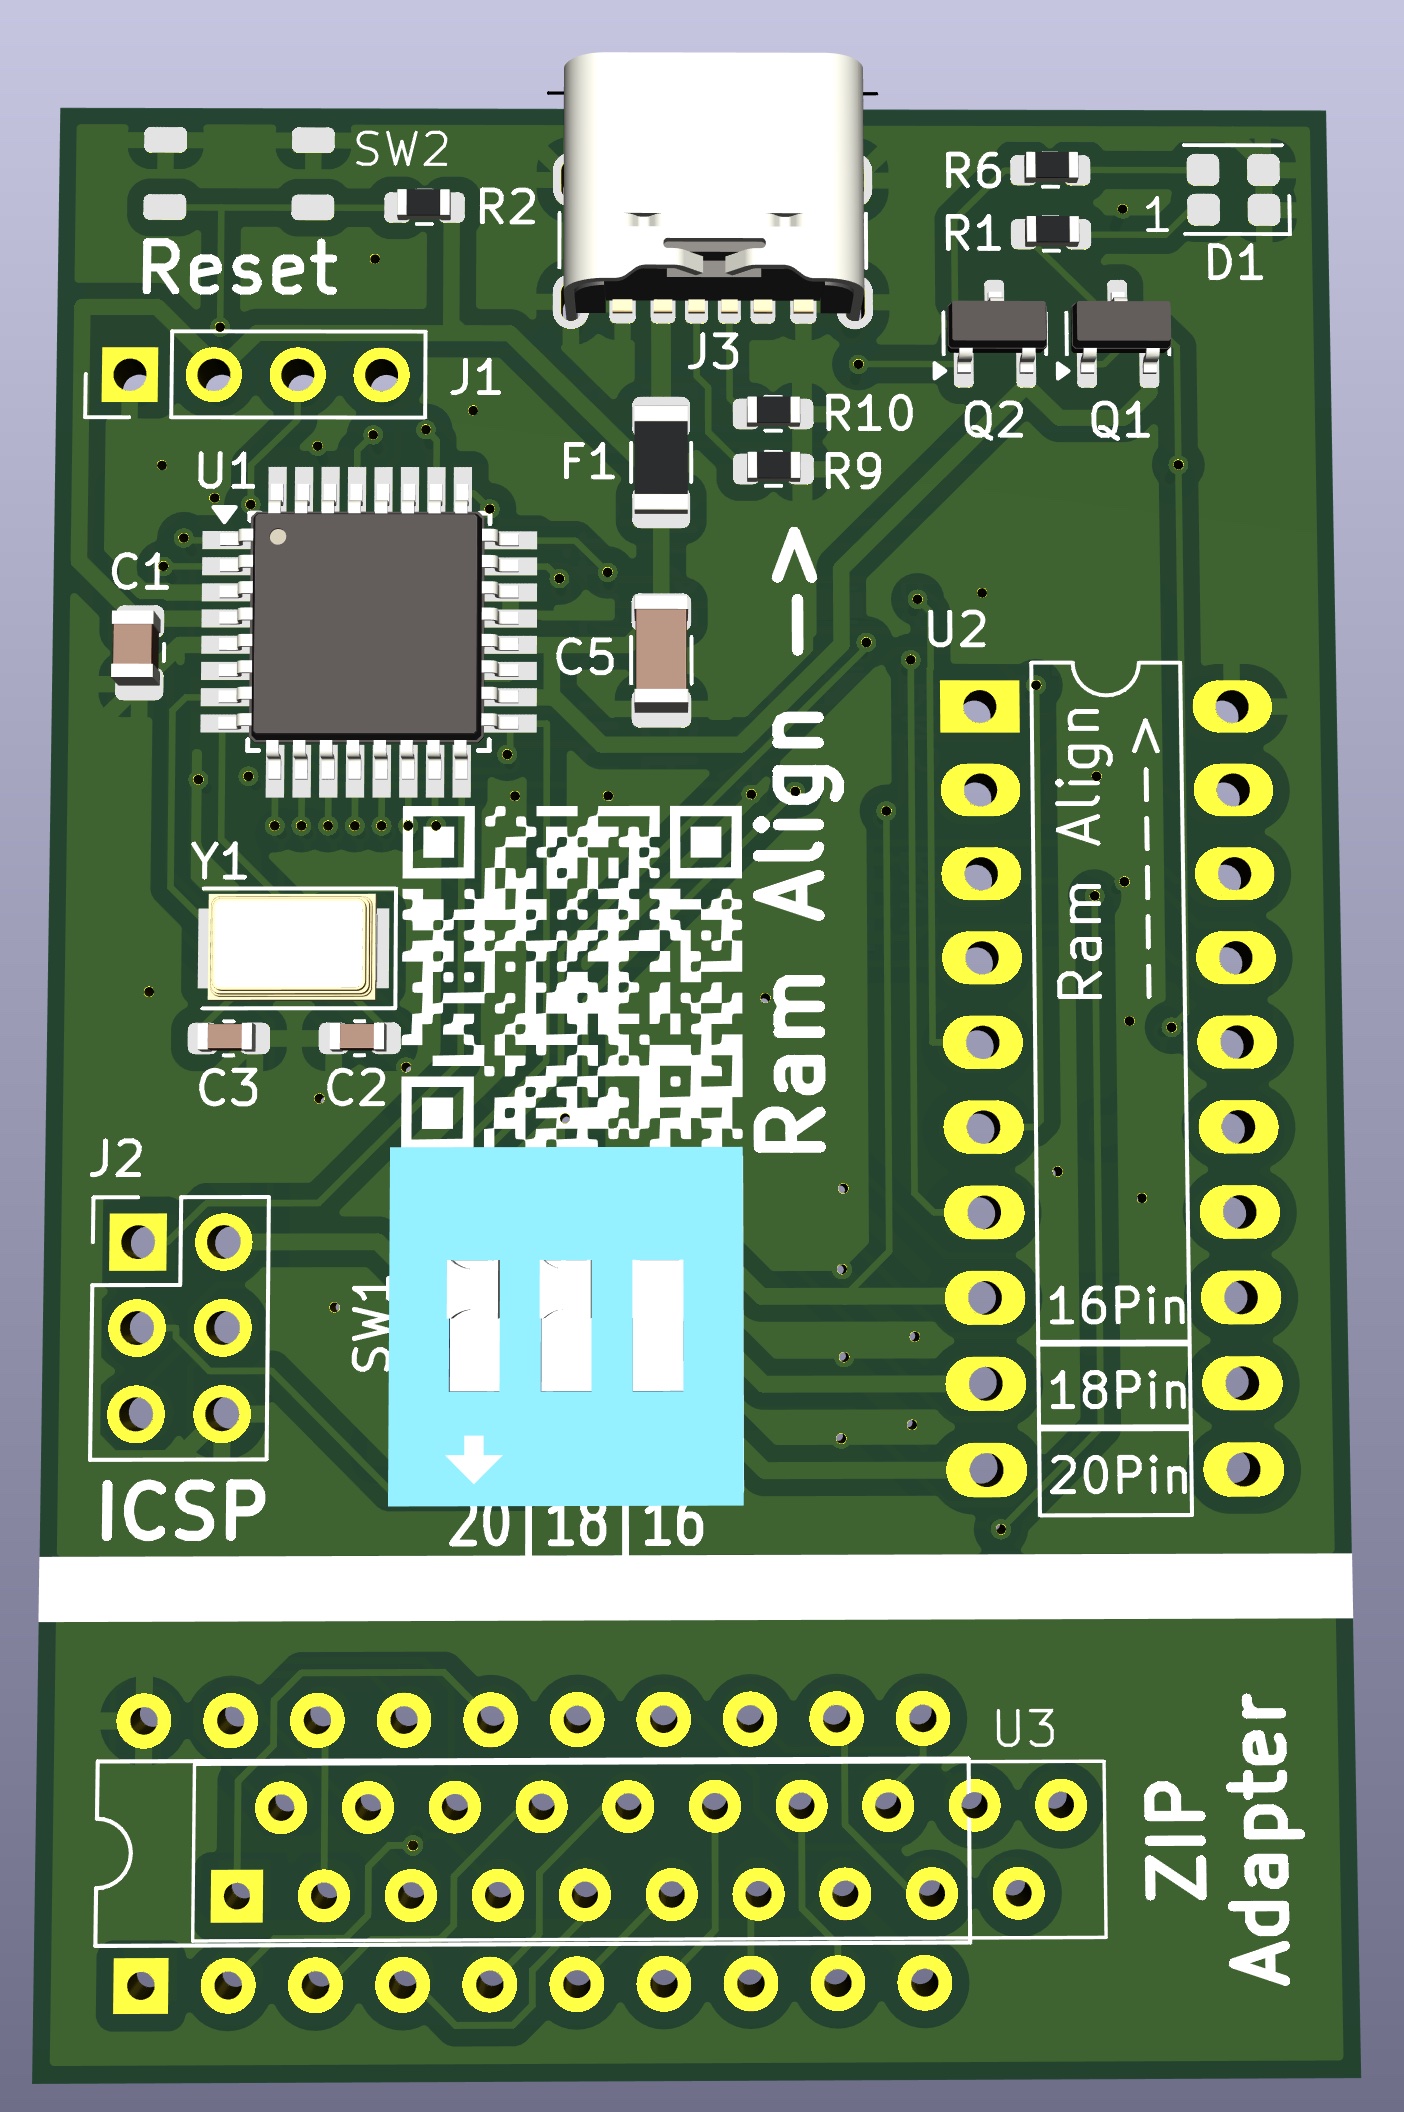 SW2
R2
Reset
R6
R1
1
D1
J3
J1
Q2
Q1
R10
R9
F1
U1
C1
C5
U2
Ram Align -->
Ram Align ---->
Y1
C3
C2
J2
SW1
16Pin
18Pin
20Pin
ICSP
20|18|16
U3
ZIP
Adapter